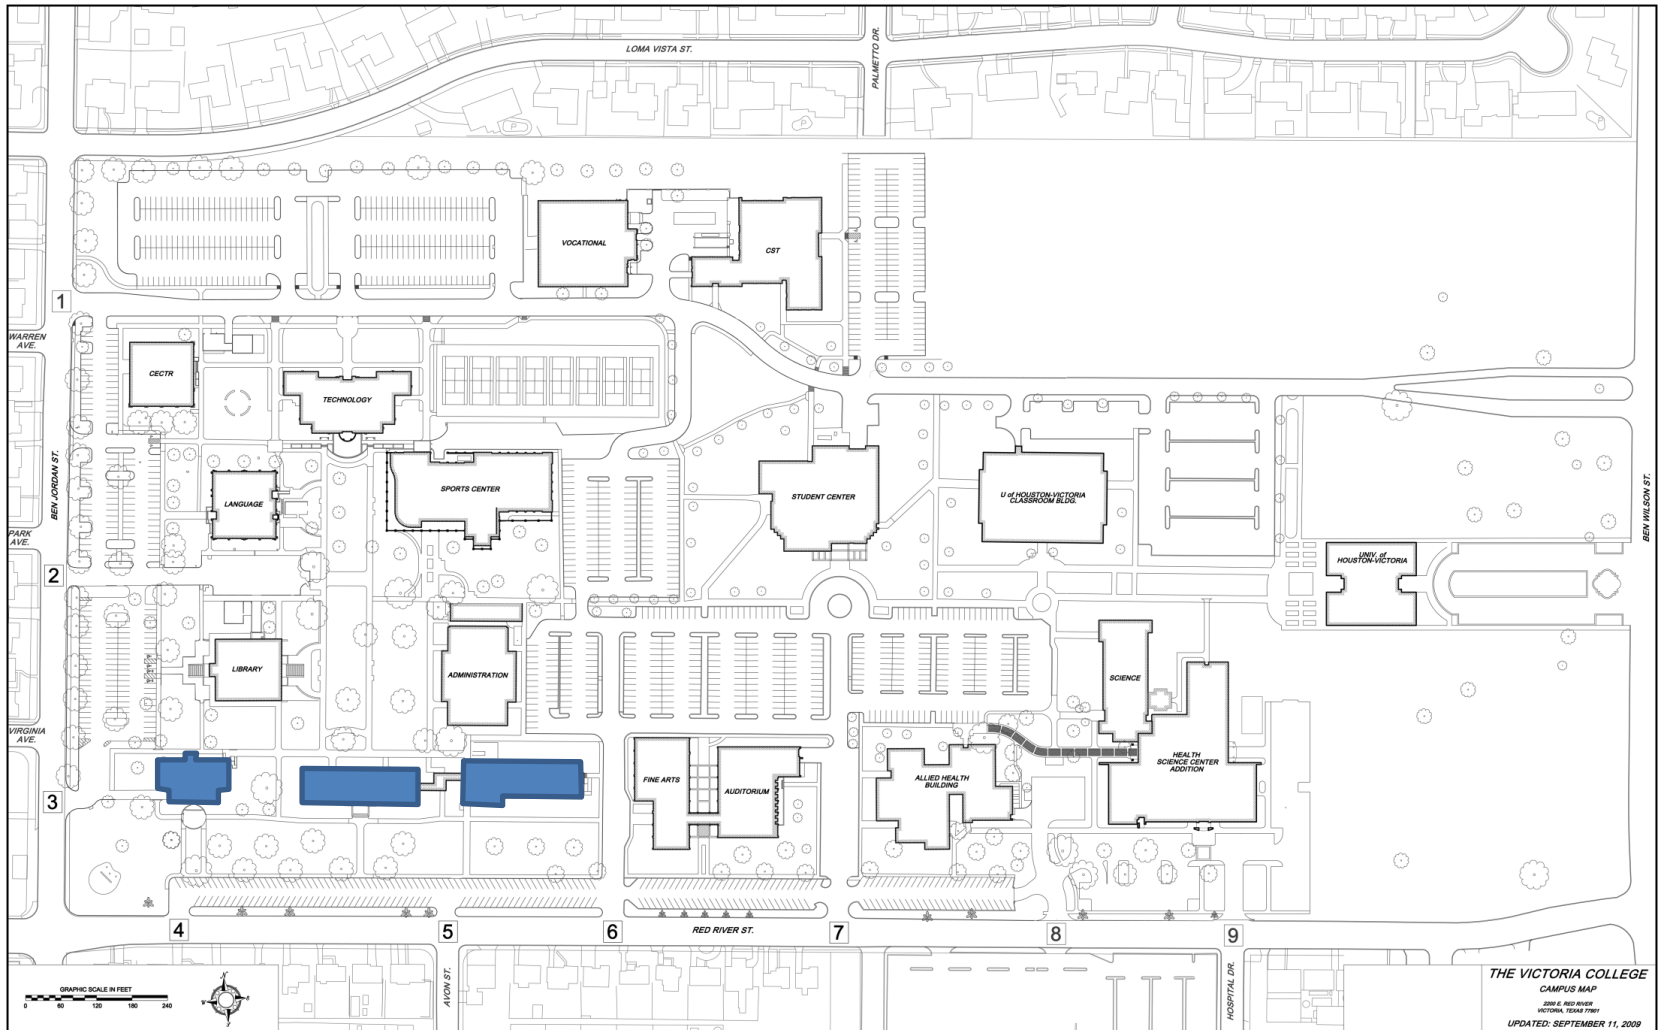 LOMA VISTA ST.
PALMETTO DR.
VOCATIONAL
CST
1
WARREN
AVE.
CECTR
TECHNOLOGY
BEN JORDAN ST.
LANGUAGE
SPORTS CENTER
STUDENT CENTER
U of HOUSTON-VICTORIA
CLASSROOM BLDG.
BEN WILSON ST.
PARK
AVE.
2
UNIV. of
HOUSTON-VICTORIA
LIBRARY
ADMINISTRATION
SCIENCE
VIRGINIA
AVE.
3
FINE ARTS
AUDITORIUM
ALLIED HEALTH
BUILDING
HEALTH
SCIENCE CENTER
ADDITION
4
5
6
RED RIVER ST.
7
8
9
AVON ST.
HOSPITAL DR.
GRAPHIC SCALE IN FEET
0 60 120 180 240
N
E
S
W
THE VICTORIA COLLEGE
CAMPUS MAP
2200 E. RED RIVER
VICTORIA, TEXAS 77901
UPDATED: SEPTEMBER 11, 2009